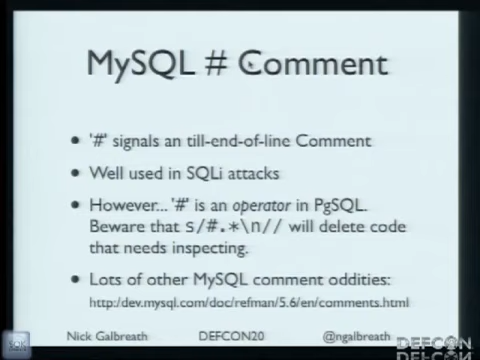 MySQL # Comment
• '#' signals an till-end-of-line Comment
• Well used in SQLi attacks
• However... '#' is an operator in PgSQL.
Beware that s/#.*\n// will delete code
that needs inspecting.
• Lots of other MySQL comment oddities:
http:/dev.mysql.com/doc/refman/5.6/en/comments.html
Nick Galbreath DEFCON20 @ngalbreath
DEFCON
DEFCON